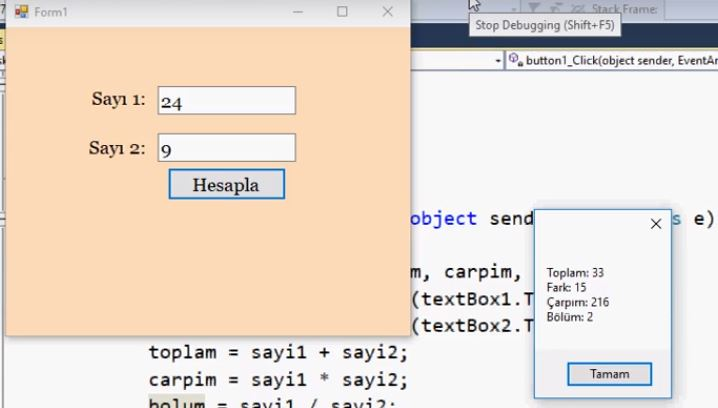 Form1
Stack Frame:
Stop Debugging (Shift+F5)
button1_Click(object sender, EventAr
Sayı 1:
24
Sayı 2:
9
Hesapla
object send
s e)
m, carpim,
(textBox1.T
(textBox2.T
toplam = sayi1 + sayi2;
carpim = sayi1 * sayi2;
bolum = sayi1 / sayi2;
Toplam: 33
Fark: 15
Çarpım: 216
Bölüm: 2
Tamam